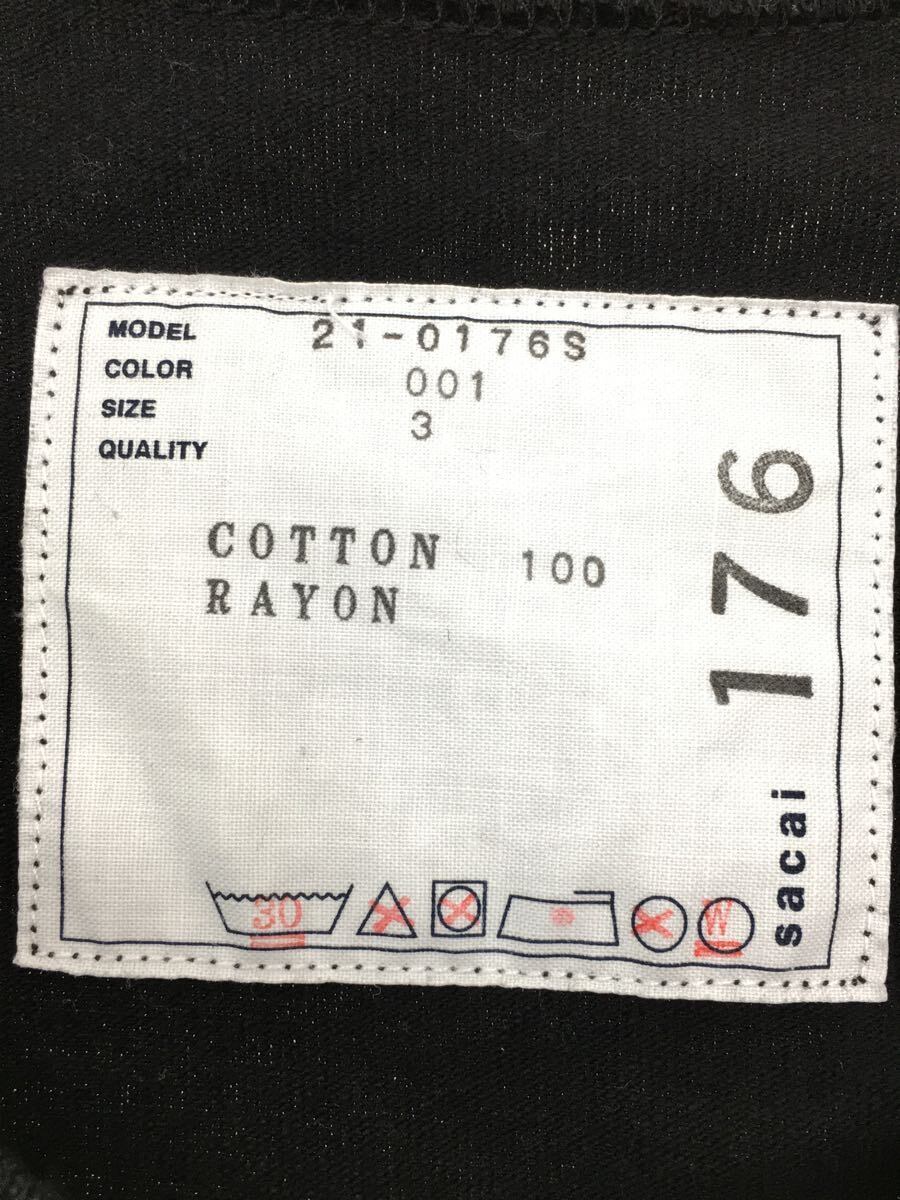 MODEL 21-0176S
COLOR 001
SIZE 3
QUALITY
COTTON 100
RAYON
176
sacai
30
W